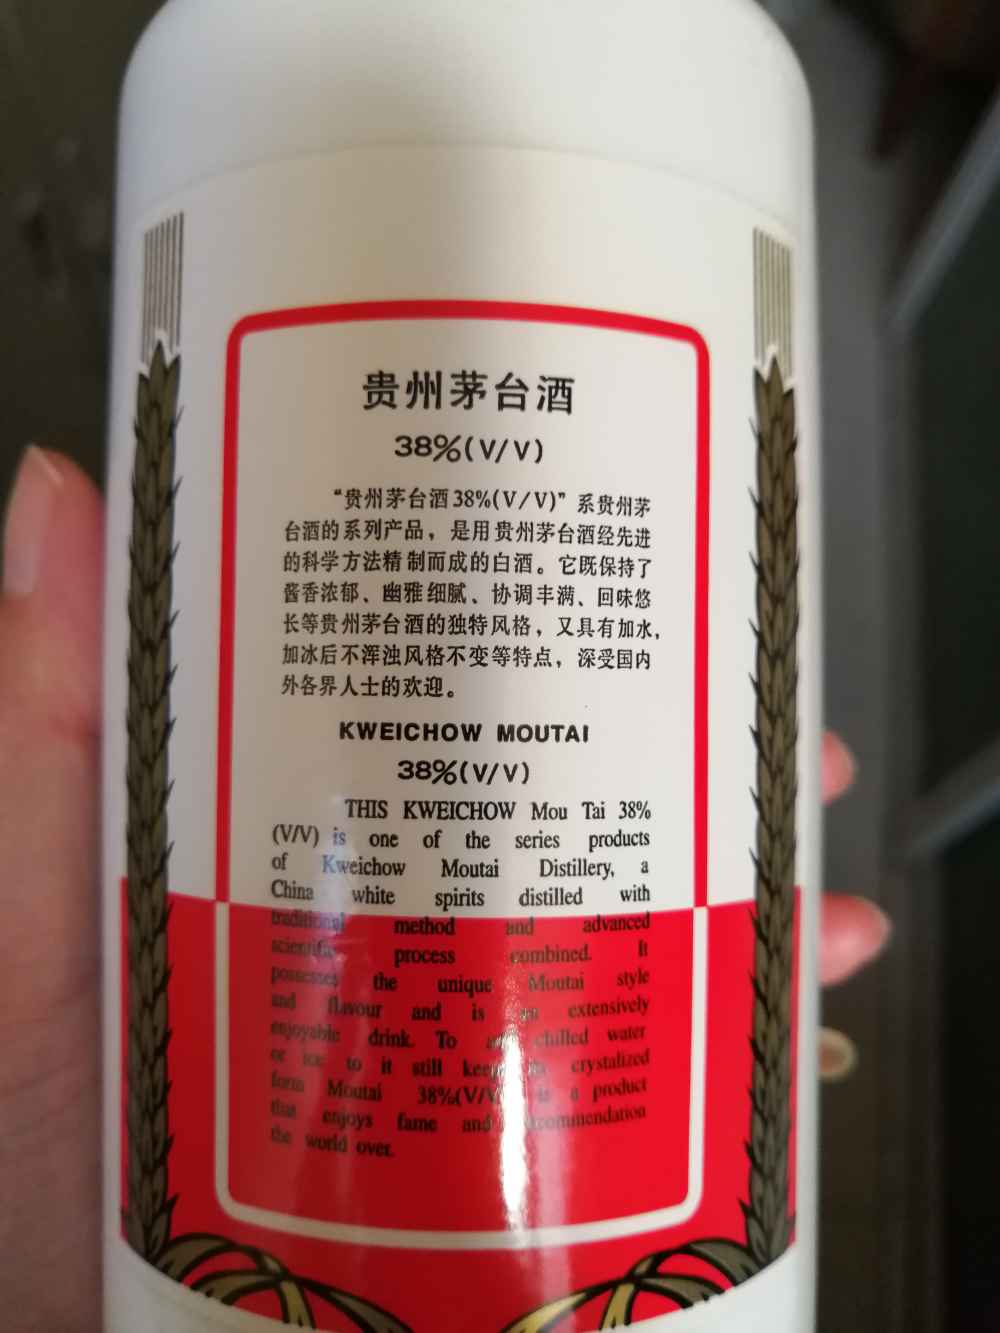 贵州茅台酒
38%(V/V)
“贵州茅台酒38%(V/V)”系贵州茅
台酒的系列产品，是用贵州茅台酒经先进
的科学方法精制而成的白酒。它既保持了
酱香浓郁、幽雅细腻、协调丰满、回味悠
长等贵州茅台酒的独特风格，又具有加水，
加冰后不浑浊风格不变等特点，深受国内
外各界人士的欢迎。
KWEICHOW MOUTAI
38%(V/V)
THIS KWEICHOW Mou Tai 38%
(V/V) is one of the series products
of Kweichow Moutai Distillery, a
China white spirits distilled with
traditional method and advanced
scientific process combined. It
possesses the unique Moutai style
and flavour and is an extensively
enjoyable drink. To chilled water
or ice to it still keep its crystalized
form Moutai 38%(V/V) is a product
that enjoys fame and recommendation
the world over.